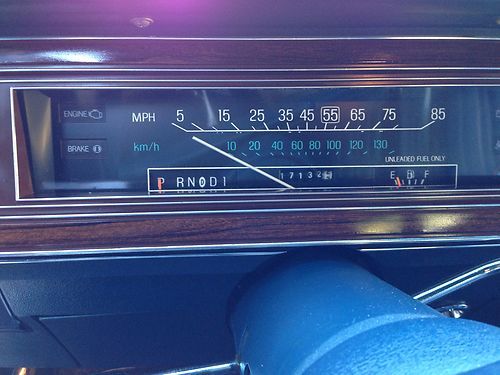 ENGINE
MPH 5 15 25 35 45 55 65 75 85
BRAKE
km/h 10 20 40 60 80 100 120 130
UNLEADED FUEL ONLY
P R N D 1
E F